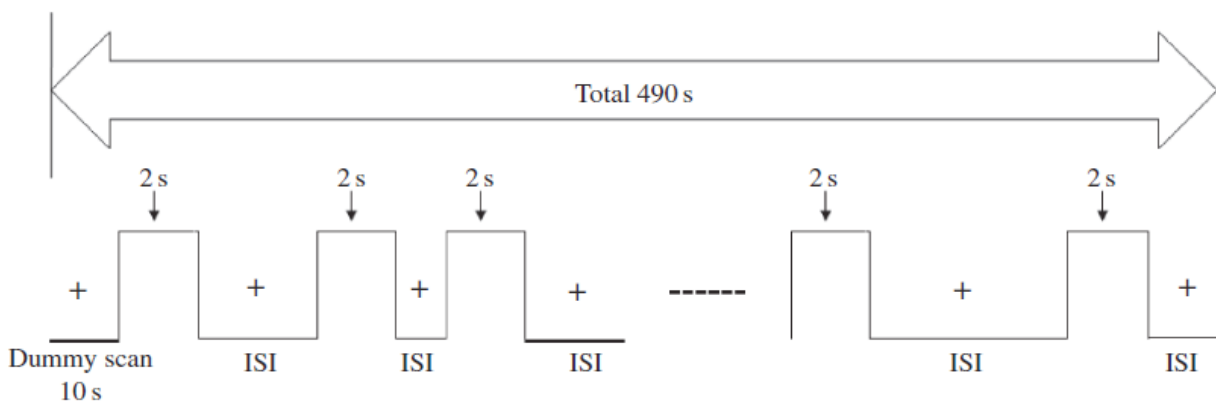 Total 490 s
2 s 2 s 2 s 2 s 2 s
+ + + + ------ + +
Dummy scan ISI ISI ISI ISI ISI
10 s